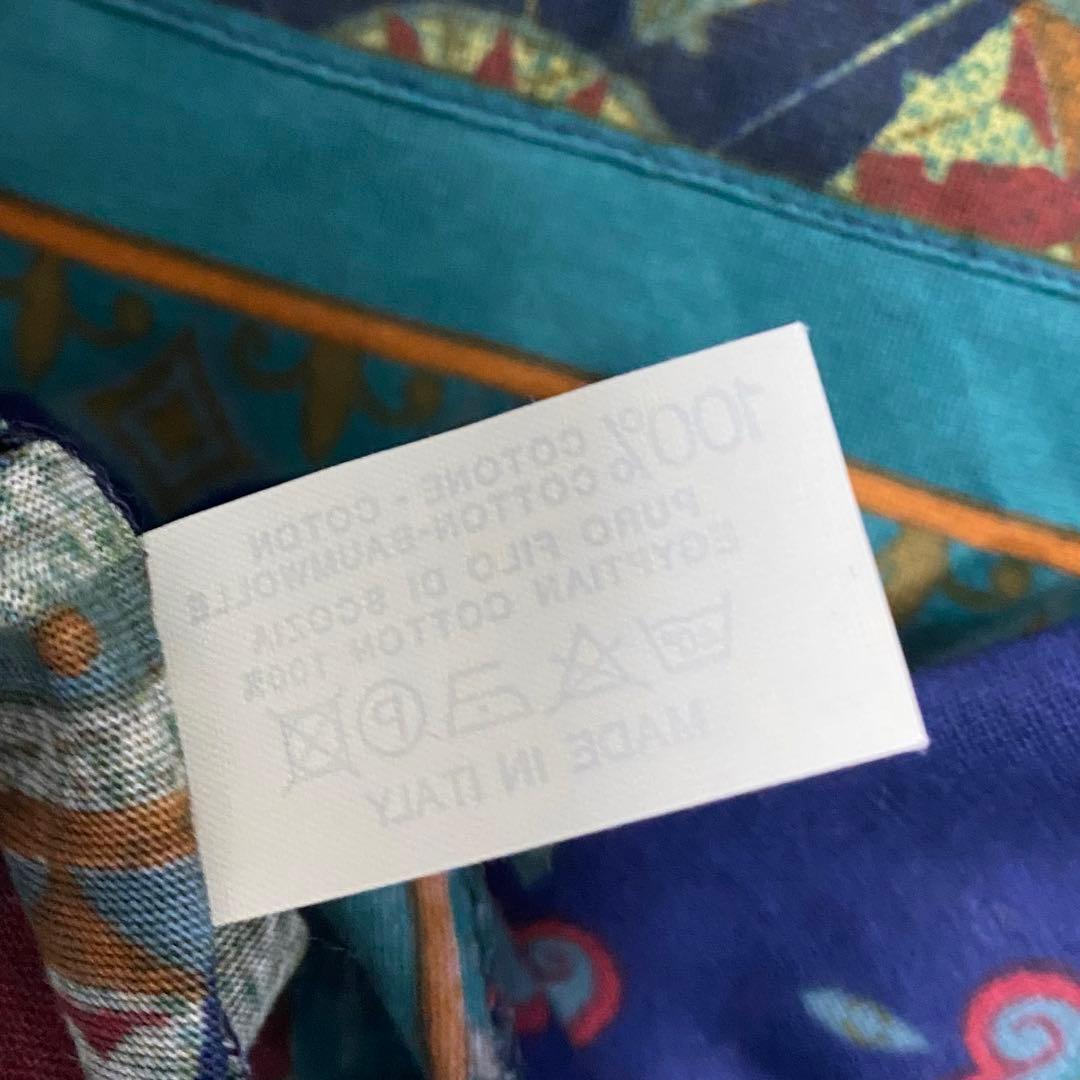 100% COTONE - COTON
COTTON-BAUMWOLLE
PURO FILO DI SCOZIA
EGYPTIAN COTTON 100%
P
MADE IN ITALY